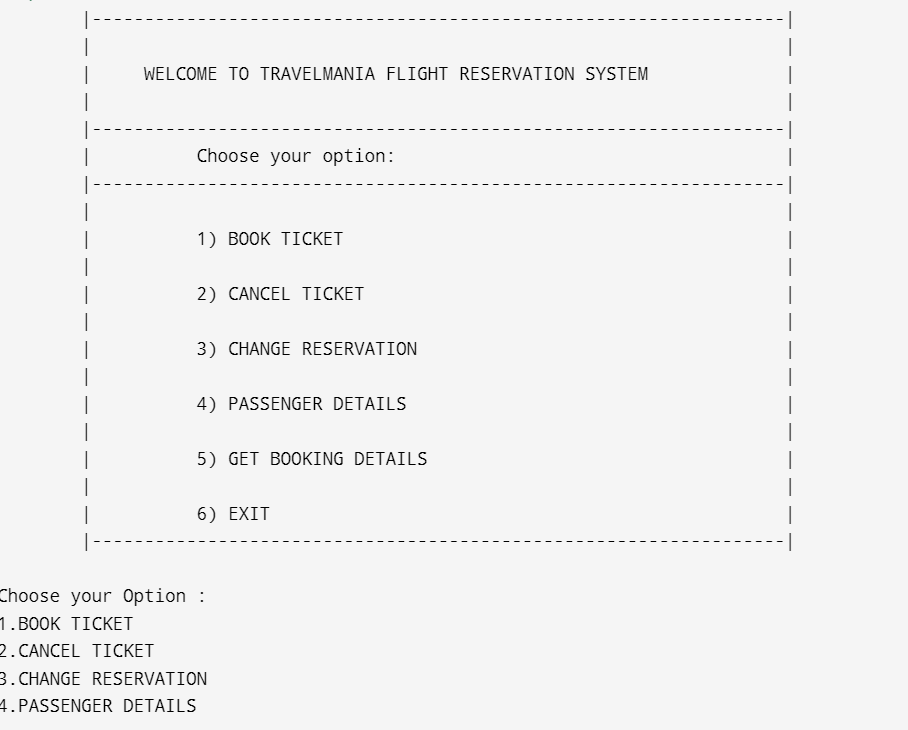 |------------------------------------------------------------------|
| |
| WELCOME TO TRAVELMANIA FLIGHT RESERVATION SYSTEM |
| |
|------------------------------------------------------------------|
| Choose your option: |
|------------------------------------------------------------------|
| |
| 1) BOOK TICKET |
| |
| 2) CANCEL TICKET |
| |
| 3) CHANGE RESERVATION |
| |
| 4) PASSENGER DETAILS |
| |
| 5) GET BOOKING DETAILS |
| |
| 6) EXIT |
|------------------------------------------------------------------|
Choose your Option :
1.BOOK TICKET
2.CANCEL TICKET
3.CHANGE RESERVATION
4.PASSENGER DETAILS